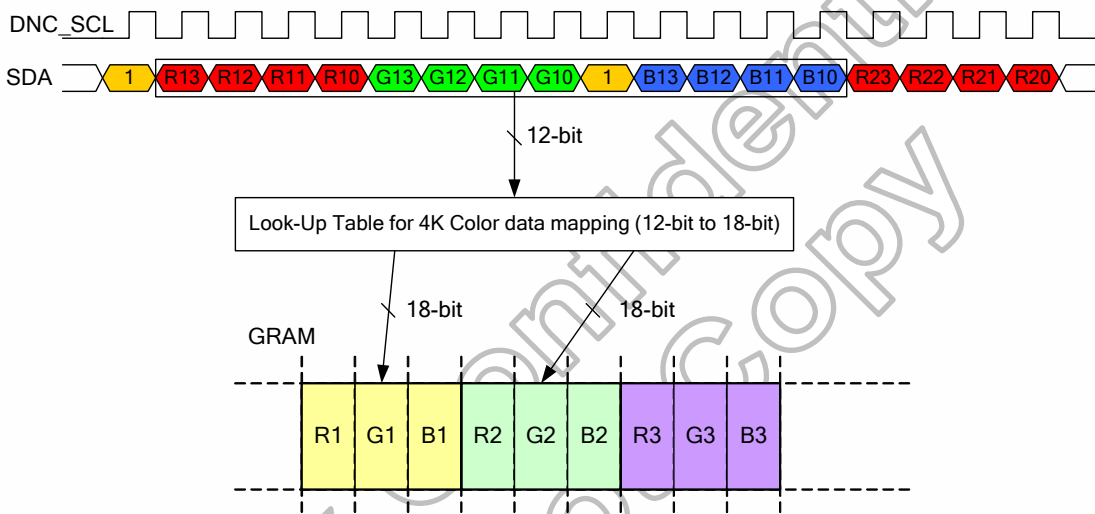 DNC_SCL
SDA 1 R13 R12 R11 R10 G13 G12 G11 G10 1 B13 B12 B11 B10 R23 R22 R21 R20
12-bit
Look-Up Table for 4K Color data mapping (12-bit to 18-bit)
18-bit 18-bit
GRAM
R1 G1 B1 R2 G2 B2 R3 G3 B3
Copy